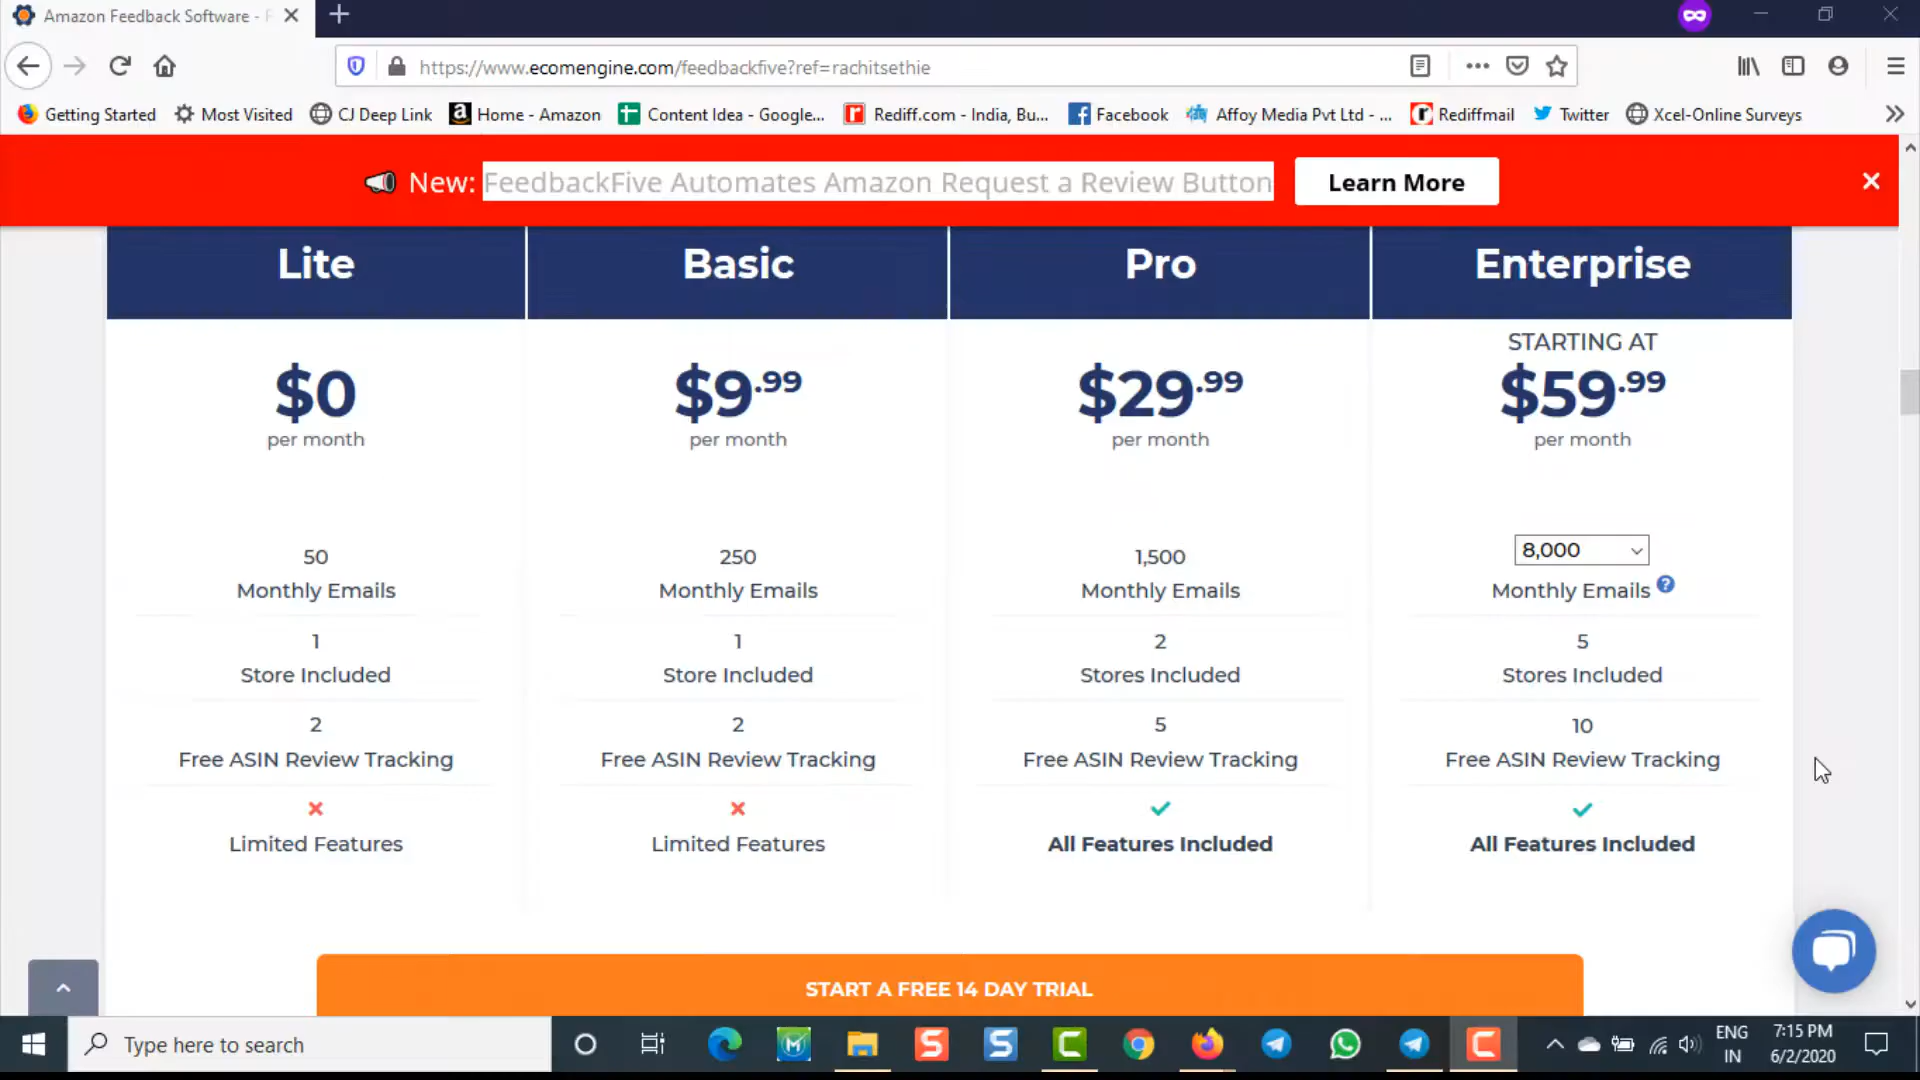 Amazon Feedback Software - F
https://www.ecomengine.com/feedbackfive?ref=rachitsethie
Getting Started Most Visited CJ Deep Link Home - Amazon Content Idea - Google... Rediff.com - India, Bu... Facebook Affoy Media Pvt Ltd - ... Rediffmail Twitter Xcel-Online Surveys
New: FeedbackFive Automates Amazon Request a Review Button Learn More
Lite Basic Pro Enterprise
STARTING AT
$0 $9.99 $29.99 $59.99
per month per month per month per month
50 250 1,500 8,000
Monthly Emails Monthly Emails Monthly Emails Monthly Emails ?
1 1 2 5
Store Included Store Included Stores Included Stores Included
2 2 5 10
Free ASIN Review Tracking Free ASIN Review Tracking Free ASIN Review Tracking Free ASIN Review Tracking
Limited Features Limited Features All Features Included All Features Included
START A FREE 14 DAY TRIAL
Type here to search
ENG 7:15 PM
IN 6/2/2020